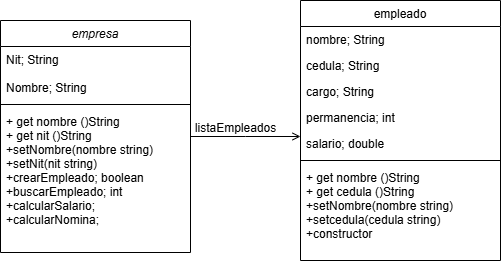 empresa
Nit; String
Nombre; String
+ get nombre ()String
+ get nit ()String
+setNombre(nombre string)
+setNit(nit string)
+crearEmpleado; boolean
+buscarEmpleado; int
+calcularSalario;
+calcularNomina;
listaEmpleados
empleado
nombre; String
cedula; String
cargo; String
permanencia; int
salario; double
+ get nombre ()String
+ get cedula ()String
+setNombre(nombre string)
+setcedula(cedula string)
+constructor